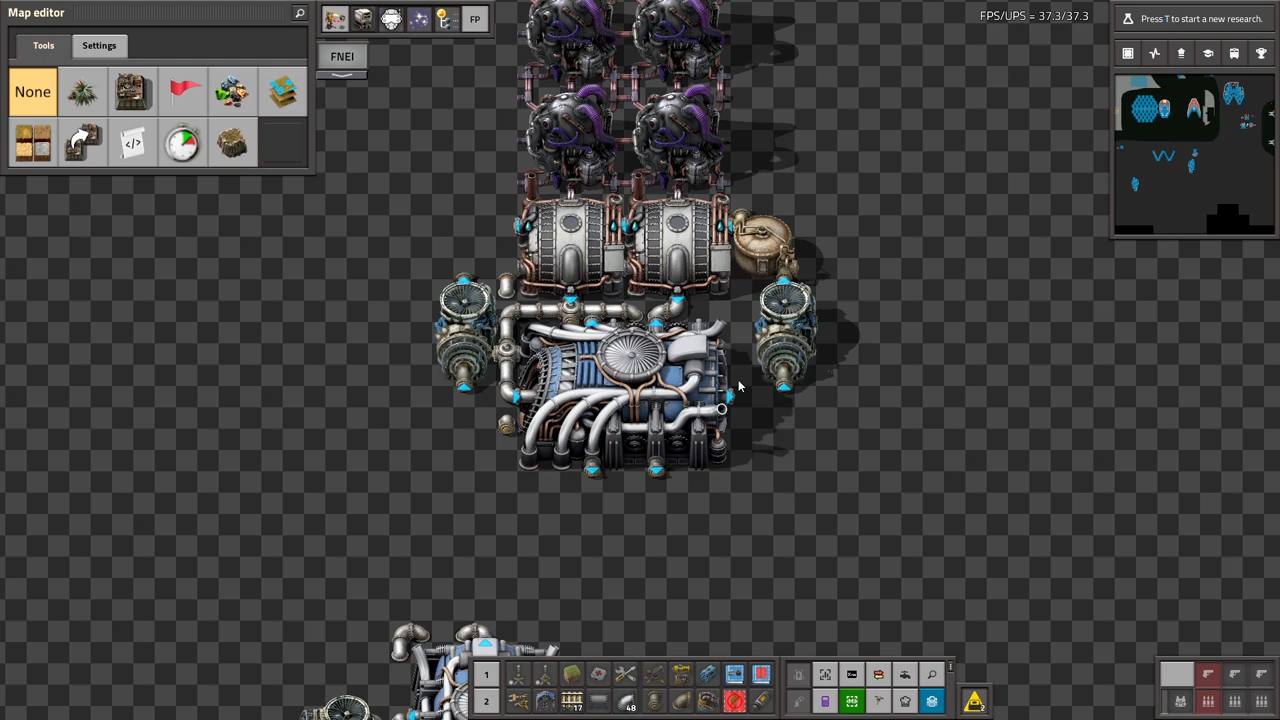 Map editor
FP
FPS/UPS = 37.3/37.3
Press T to start a new research.
Tools
Settings
FNEI
None
</>
1
2
17
48
2